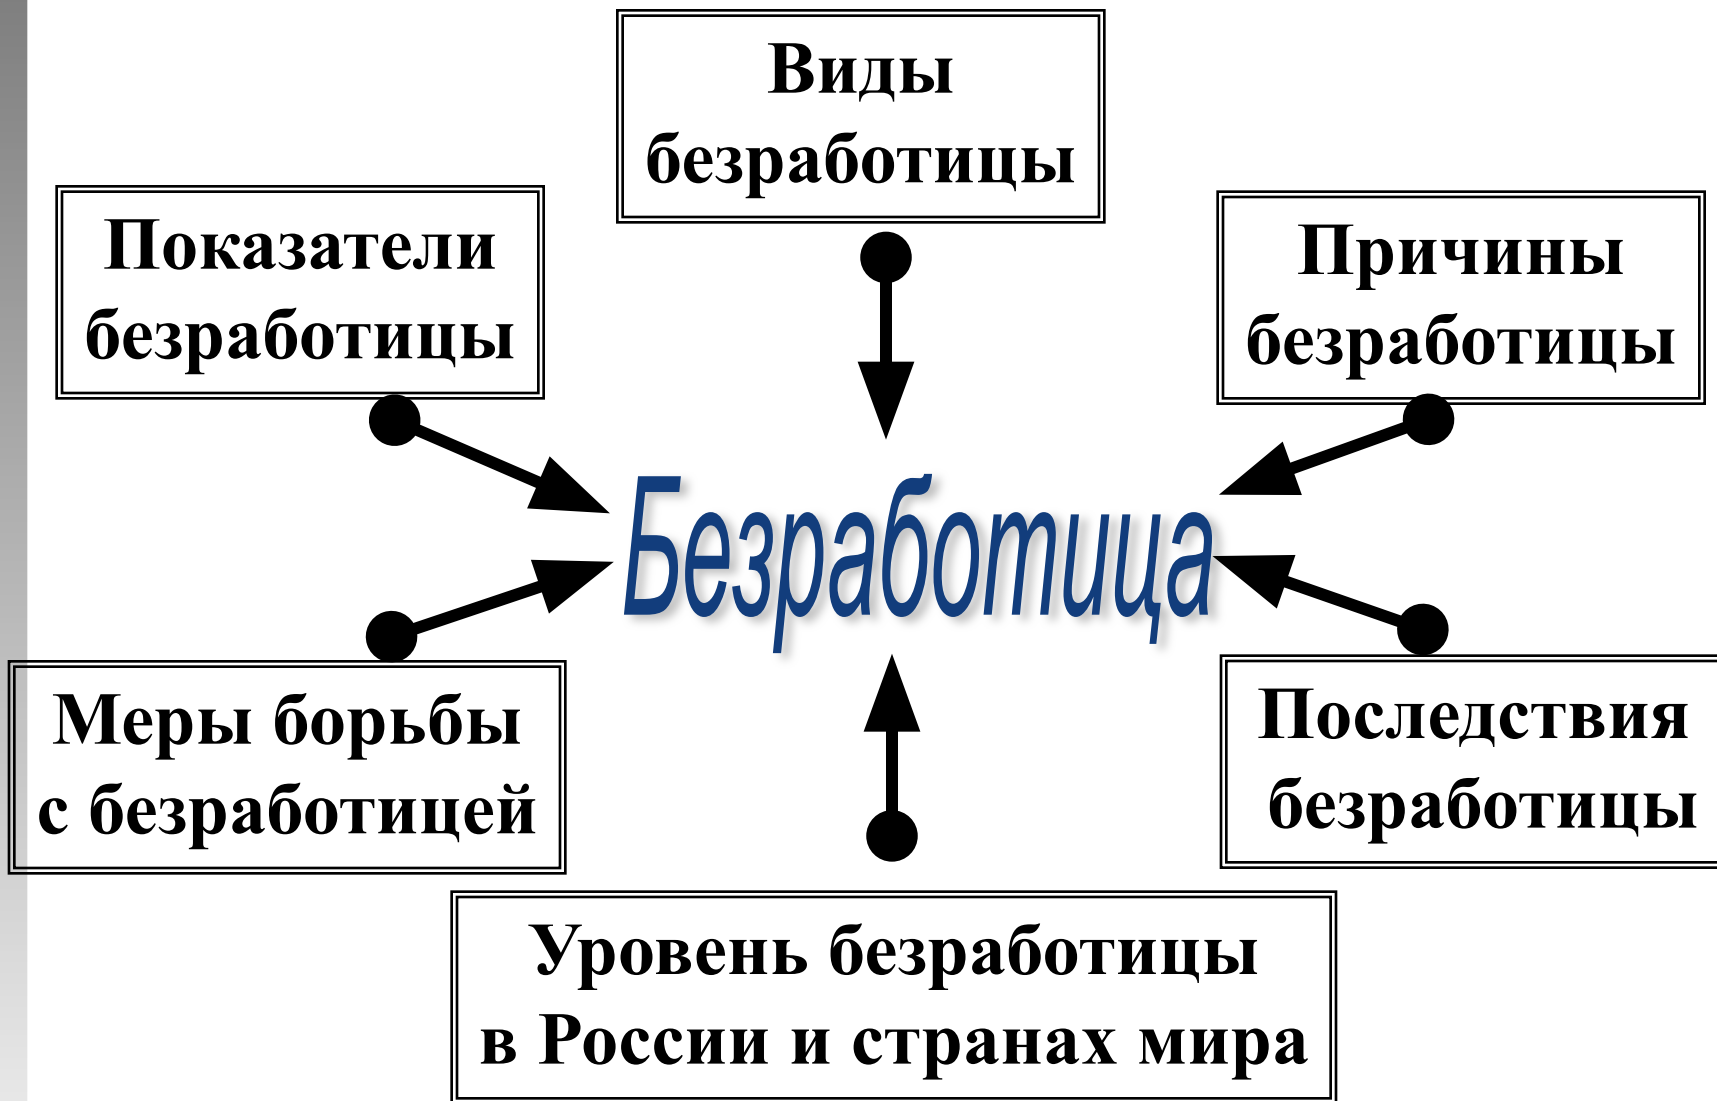 Виды
безработицы
Показатели
безработицы
Причины
безработицы
Безработица
Меры борьбы
с безработицей
Последствия
безработицы
Уровень безработицы
в России и странах мира